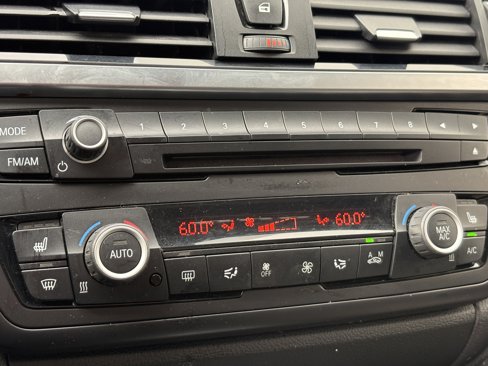 MODE
1 2 3 4 5 6 7 8
FM/AM
60.0° 60.0°
AUTO
MAX
A/C
OFF
A M
A/C